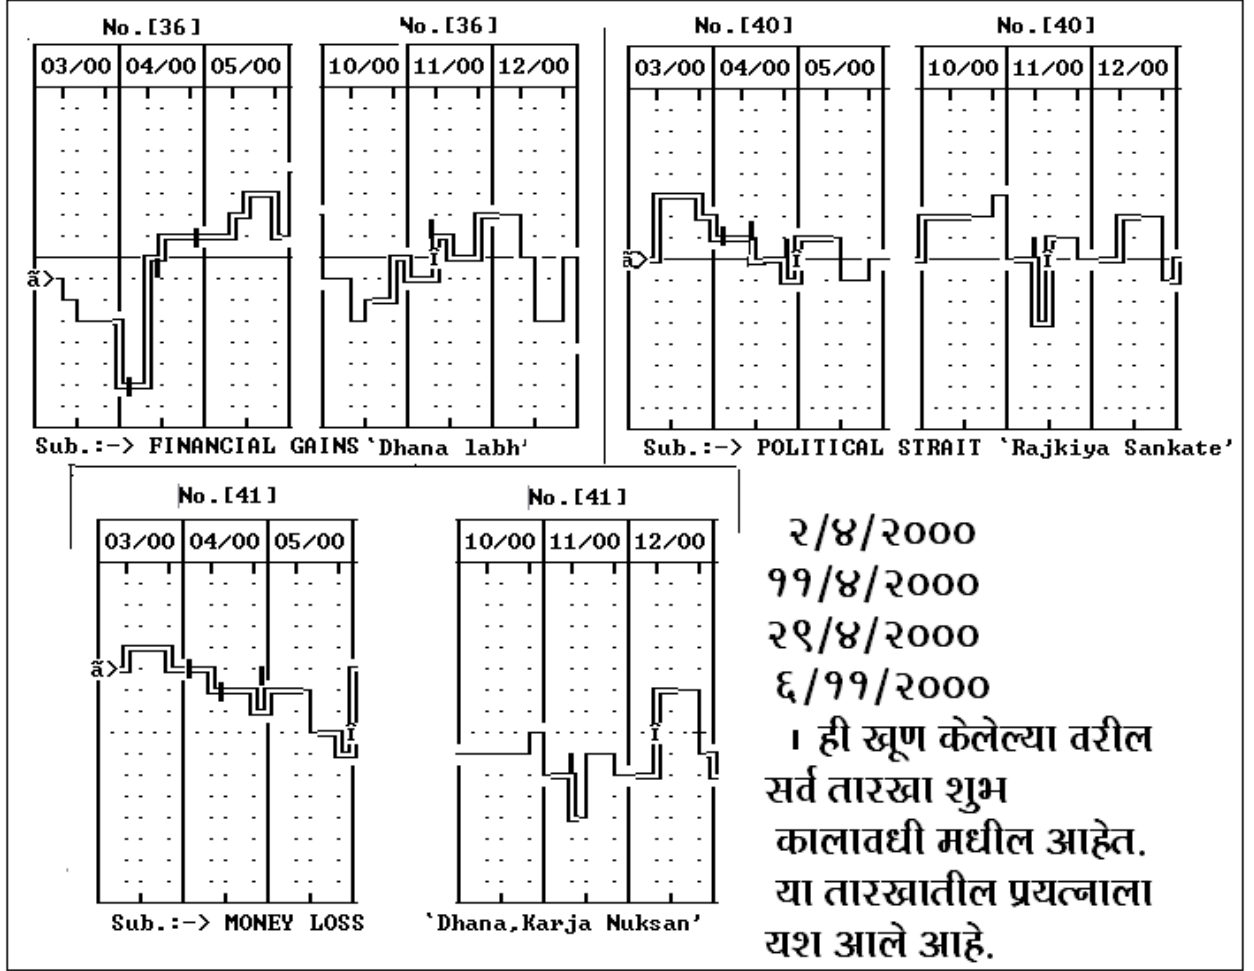 No.[36] No.[36] No.[40] No.[40]
03/00 04/00 05/00 10/00 11/00 12/00 03/00 04/00 05/00 10/00 11/00 12/00
ã>
ã>
Î
Î
Î
Sub.:-> FINANCIAL GAINS `Dhana labh'
Sub.:-> POLITICAL STRAIT `Rajkiya Sankate'
No.[41] No.[41]
03/00 04/00 05/00 10/00 11/00 12/00
ã>
Î
Î
Sub.:-> MONEY LOSS `Dhana,Karja Nuksan'
२/४/२०००
११/४/२०००
२९/४/२०००
६/११/२०००
। ही खूण केलेल्या वरील
सर्व तारखा शुभ
कालावधी मधील आहेत.
या तारखातील प्रयत्नाला
यश आले आहे.